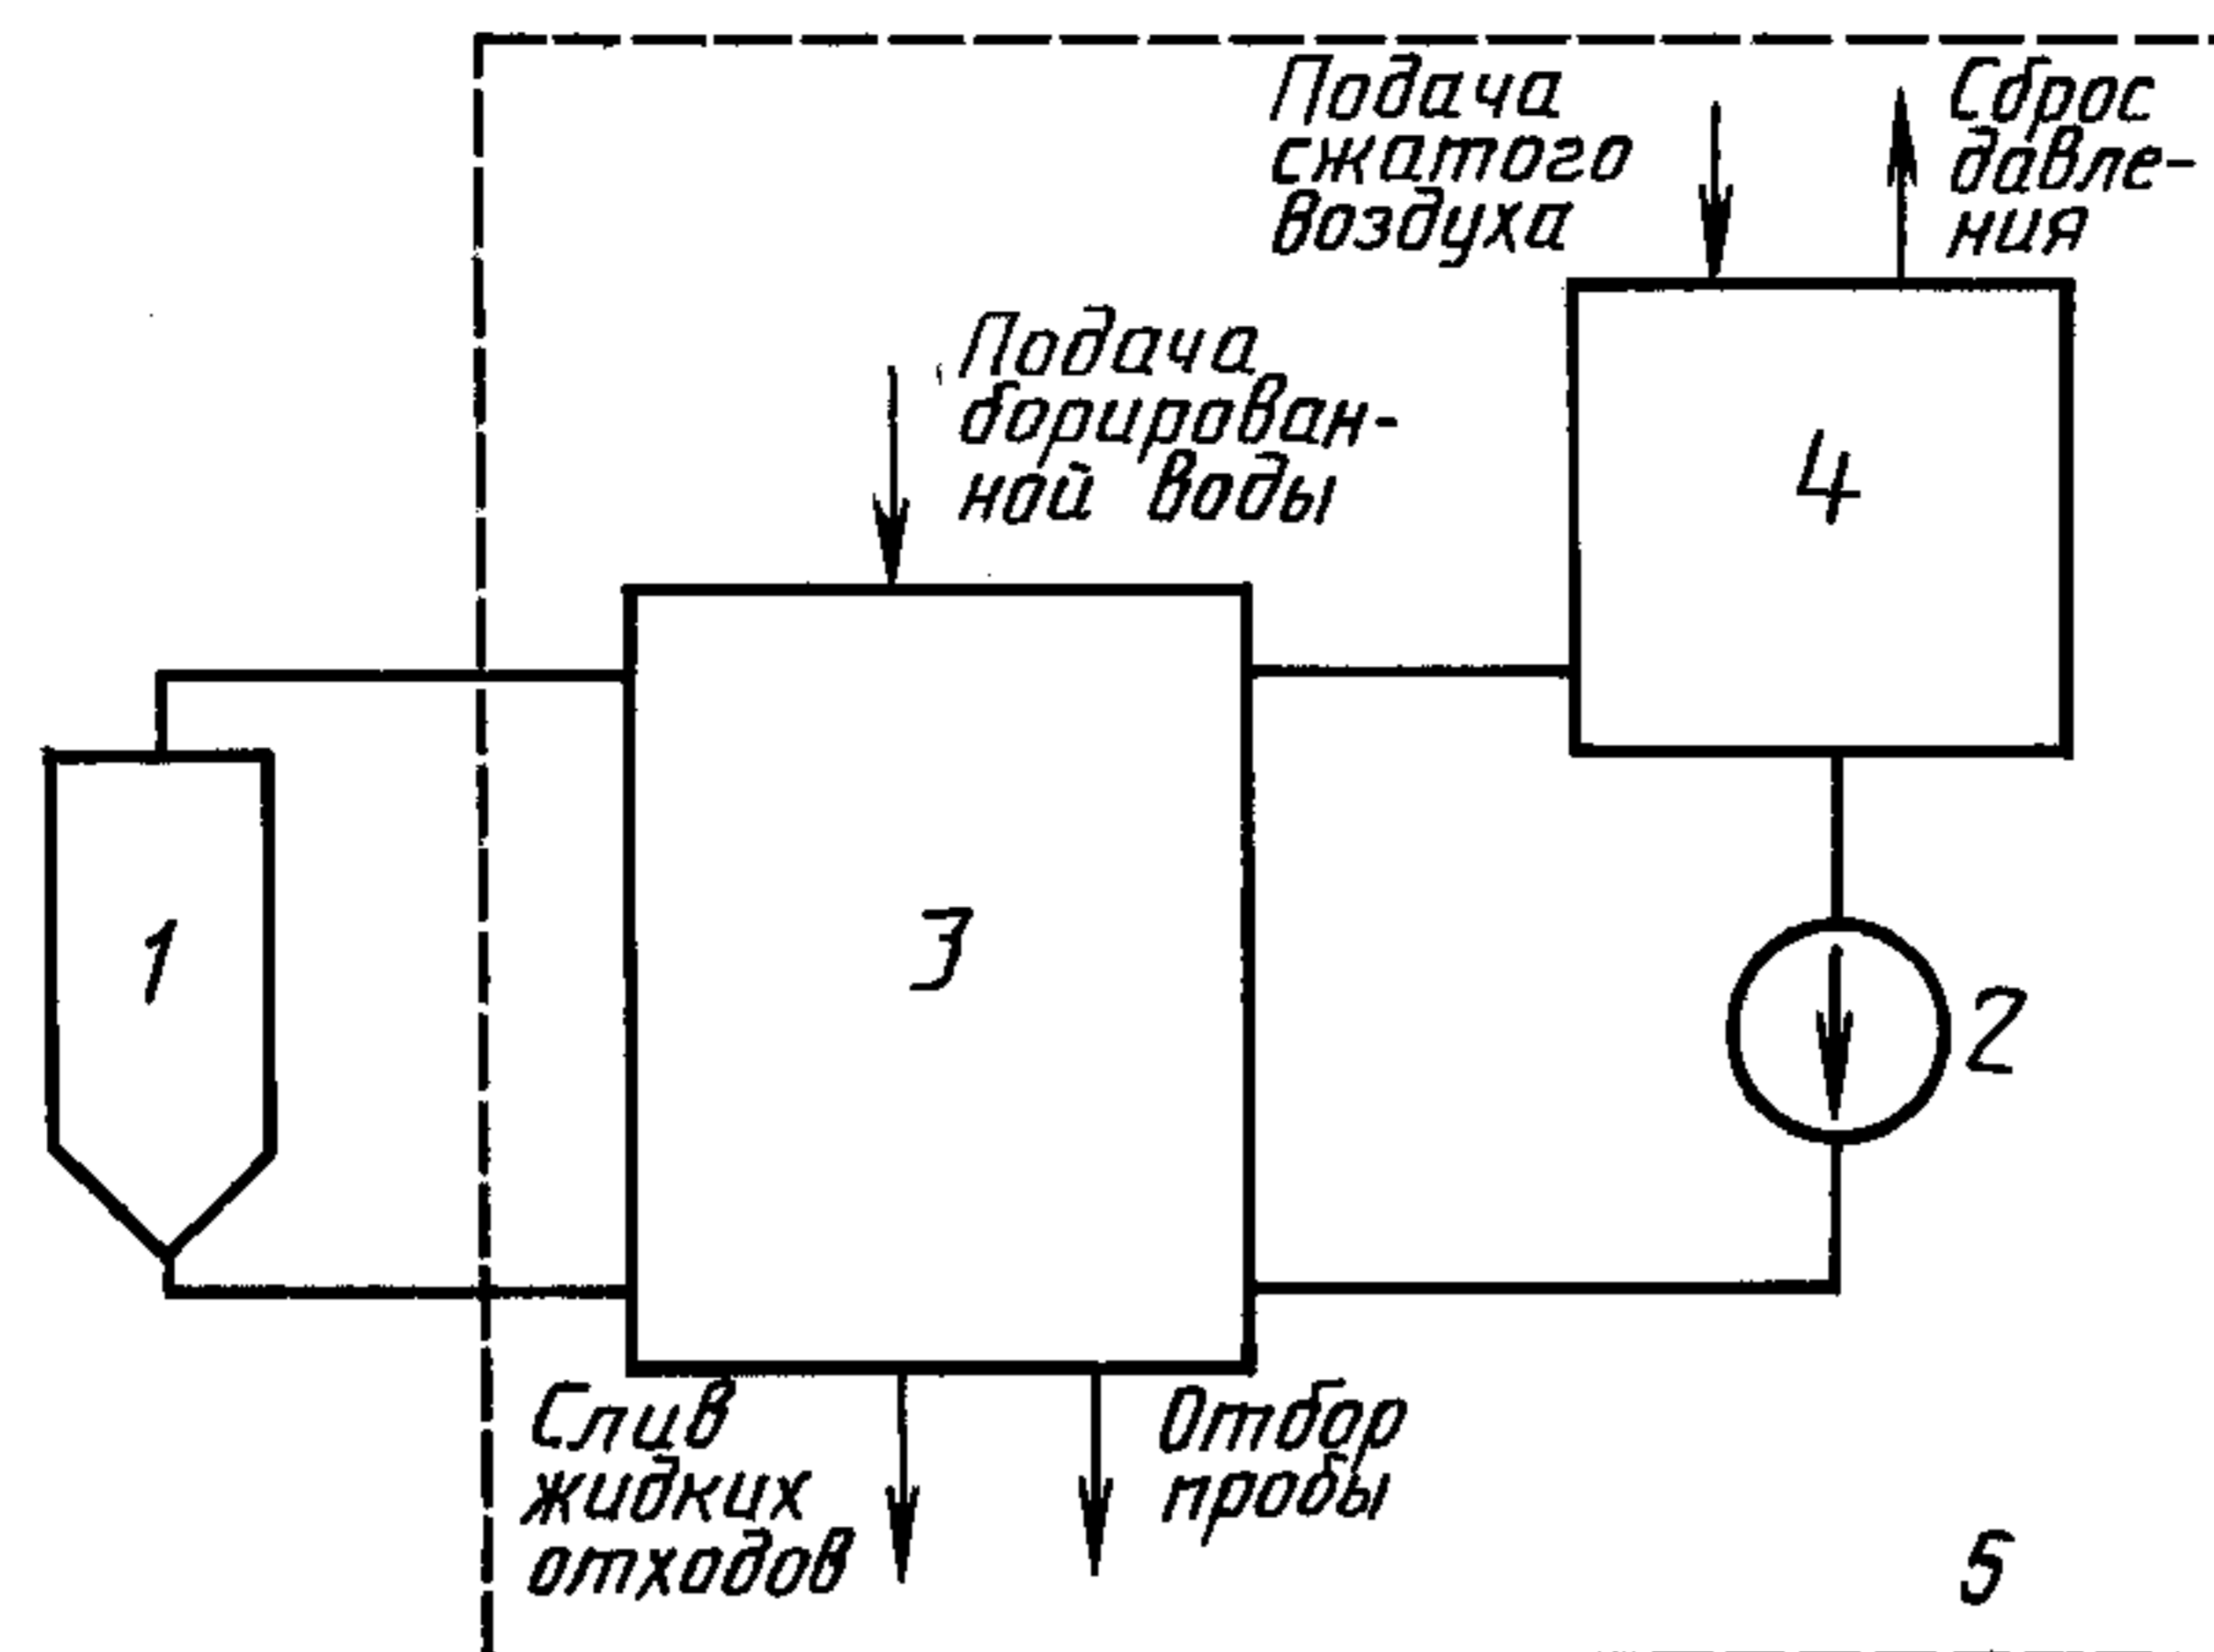 Подача
сжатого
воздуха
Сброс
давле-
ния
Подача
борирован-
ной воды
4
1
3
2
Слив
жидких
отходов
Отбор
пробы
5